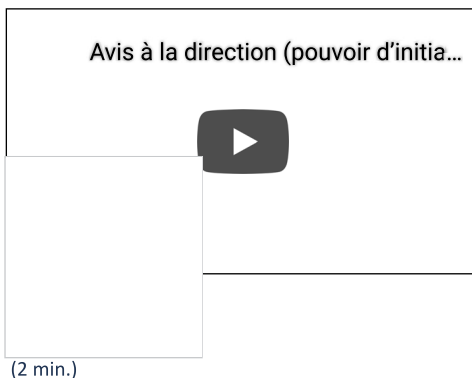 Avis à la direction (pouvoir d'initia…
(2 min.)